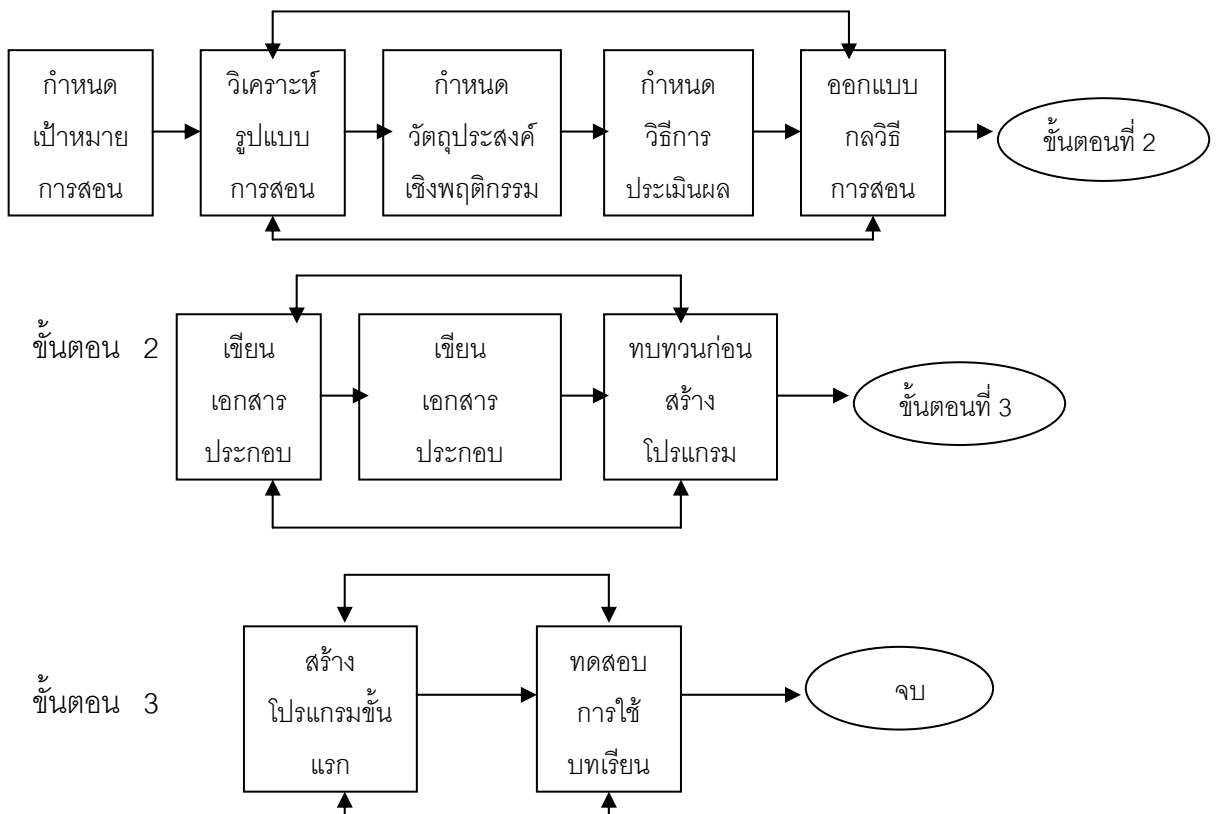 กำหนด
เป้าหมาย
การสอน
วิเคราะห์
รูปแบบ
การสอน
กำหนด
วัตถุประสงค์
เชิงพฤติกรรม
กำหนด
วิธีการ
ประเมินผล
ออกแบบ
กลวิธี
การสอน
ขั้นตอนที่ 2
ขั้นตอน 2
เขียน
เอกสาร
ประกอบ
เขียน
เอกสาร
ประกอบ
ทบทวนก่อน
สร้าง
โปรแกรม
ขั้นตอนที่ 3
ขั้นตอน 3
สร้าง
โปรแกรมขั้น
แรก
ทดสอบ
การใช้
บทเรียน
จบ